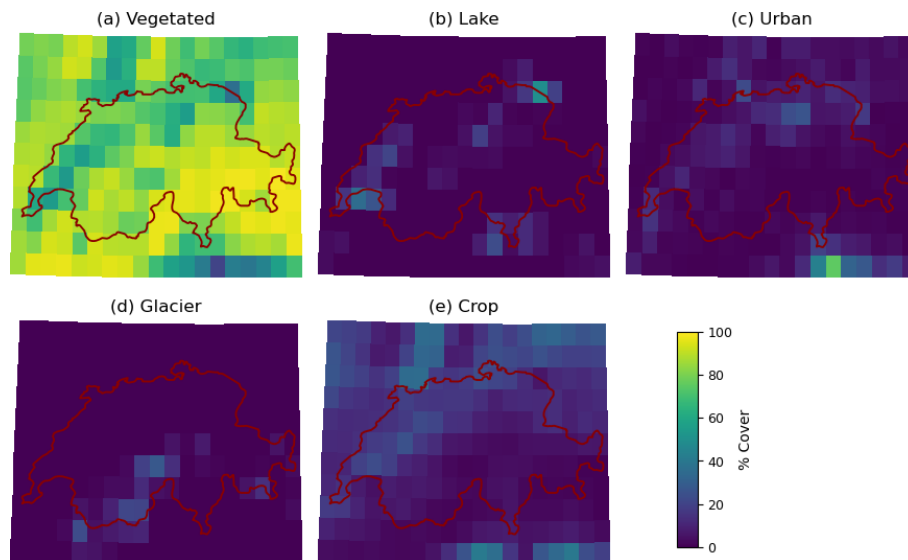 (a) Vegetated
(b) Lake
(c) Urban
(d) Glacier
(e) Crop
100
80
60
40
20
0
% Cover